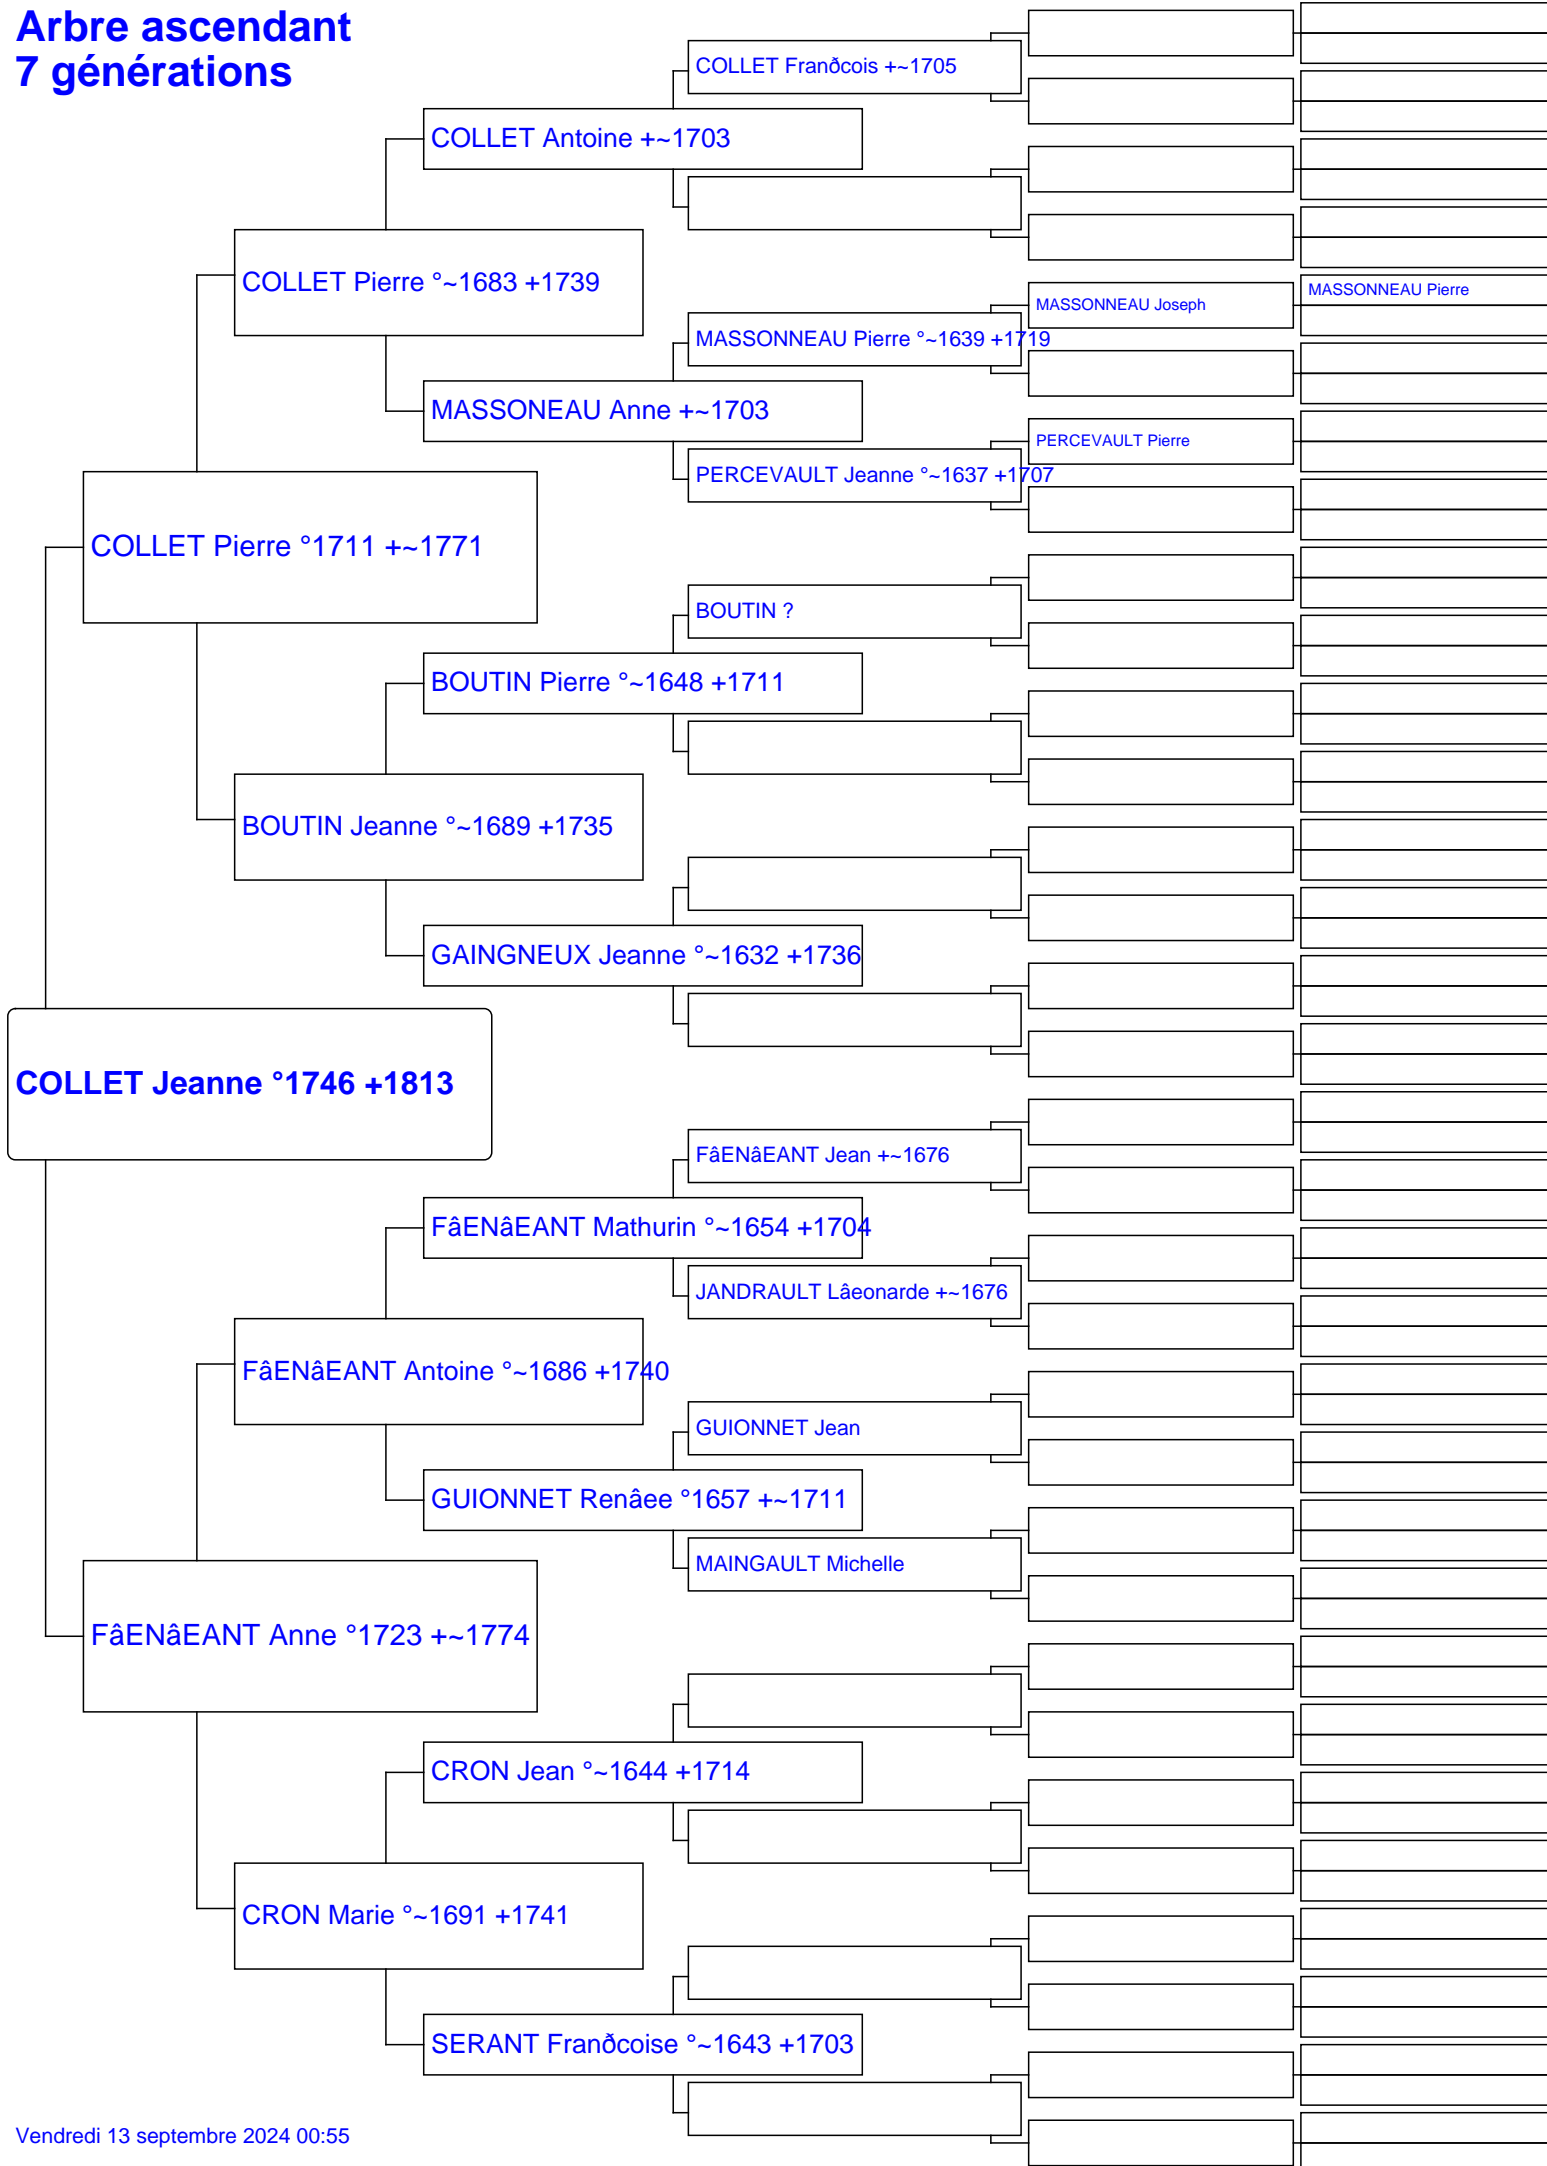 Arbre ascendant
7 générations
COLLET Franðcois +~1705
COLLET Antoine +~1703
COLLET Pierre °~1683 +1739
MASSONNEAU Pierre
MASSONNEAU Joseph
MASSONNEAU Pierre °~1639 +1719
MASSONEAU Anne +~1703
PERCEVAULT Pierre
PERCEVAULT Jeanne °~1637 +1707
COLLET Pierre °1711 +~1771
BOUTIN ?
BOUTIN Pierre °~1648 +1711
BOUTIN Jeanne °~1689 +1735
GAINGNEUX Jeanne °~1632 +1736
COLLET Jeanne °1746 +1813
FâENâEANT Jean +~1676
FâENâEANT Mathurin °~1654 +1704
JANDRAULT Lâeonarde +~1676
FâENâEANT Antoine °~1686 +1740
GUIONNET Jean
GUIONNET Renâee °1657 +~1711
MAINGAULT Michelle
FâENâEANT Anne °1723 +~1774
CRON Jean °~1644 +1714
CRON Marie °~1691 +1741
SERANT Franðcoise °~1643 +1703
Vendredi 13 septembre 2024 00:55